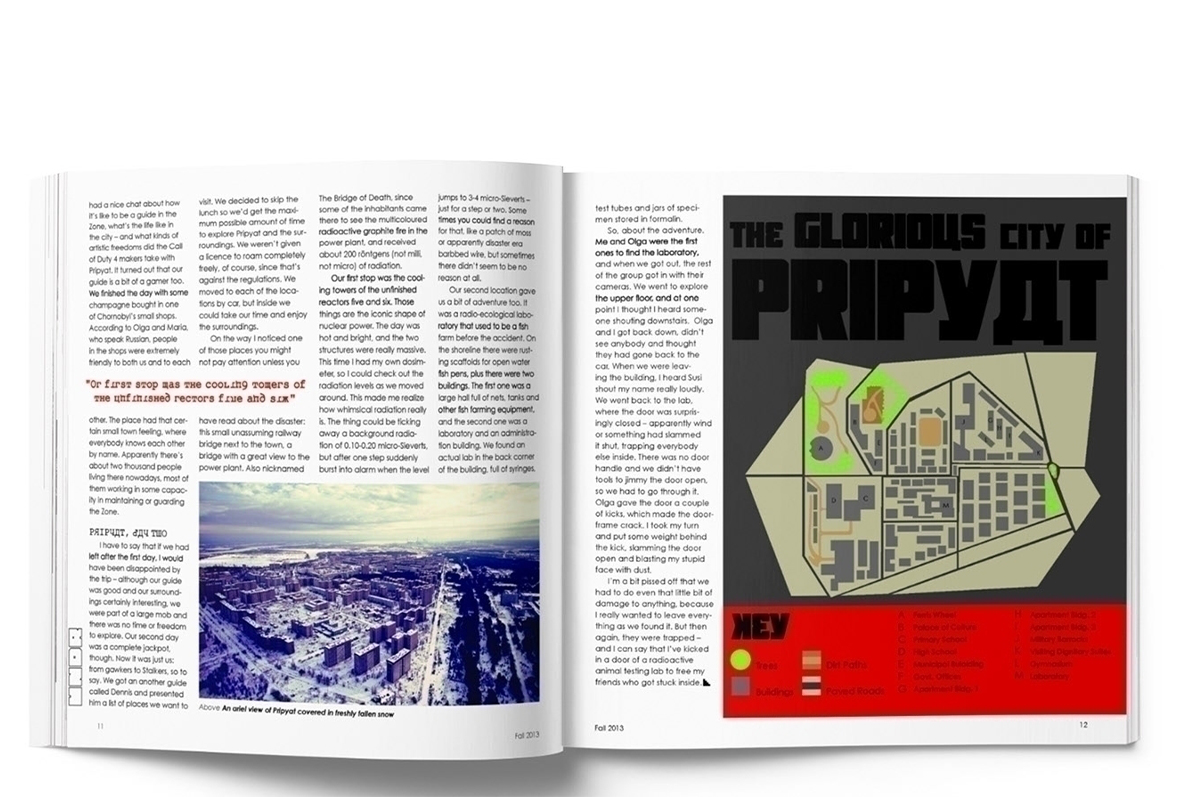 had a nice chat about how
it's like to be a guide in the
Zone, what's the life like in
the city – and what kinds of
artistic freedoms did the Call
of Duty 4 makers take with
Pripyat. It turned out that our
guide is a bit of a gamer too.
We finished the day with some
champagne bought in one
of Chornobyl's small shops.
According to Olga and Maria,
who speak Russian, people
in the shops were extremely
friendly to both us and to each
"Or first stop was the cooling towers of
the unfinished rectors five and six"
other. The place had that cer-
tain small town feeling, where
everybody knows each other
by name. Apparently there's
about two thousand people
living there nowadays, most of
them working in some capac-
ity in maintaining or guarding
the Zone.
PRIPYAT, DAY TWO
I have to say that if we had
left after the first day, I would
have been disappointed by
the trip – although our guide
was good and our surround-
ings certainly interesting, we
were part of a large mob and
there was no time or freedom
to explore. Our second day
was a complete jackpot,
though. Now it was just us;
from gawkers to Stalkers, so to
say. We got an another guide
called Dennis and presented
him a list of places we want to
visit. We decided to skip the
lunch so we'd get the maxi-
mum possible amount of time
to explore Pripyat and the sur-
roundings. We weren't given
a licence to roam completely
freely, of course, since that's
against the regulations. We
moved to each of the loca-
tions by car, but inside we
could take our time and enjoy
the surroundings.
On the way I noticed one
of those places you might
not pay attention unless you
have read about the disaster:
this small unassuming railway
bridge next to the town, a
bridge with a great view to the
power plant. Also nicknamed
The Bridge of Death, since
some of the inhabitants came
there to see the multicoloured
radioactive graphite fire in the
power plant, and received
about 200 röntgens (not milli,
not micro) of radiation.
Our first stop was the cool-
ing towers of the unfinished
reactors five and six. Those
things are the iconic shape of
nuclear power. The day was
hot and bright, and the two
structures were really massive.
This time I had my own dosim-
eter, so I could check out the
radiation levels as we moved
around. This made me realize
how whimsical radiation really
is. The thing could be ticking
away a background radia-
tion of 0.10-0.20 micro-Sieverts,
but after one step suddenly
burst into alarm when the level
jumps to 3-4 micro-Sieverts –
just for a step or two. Some
times you could find a reason
for that, like a patch of moss
or apparently disaster era
barbed wire, but sometimes
there didn't seem to be no
reason at all.
Our second location gave
us a bit of adventure too. It
was a radio-ecological labo-
ratory that used to be a fish
farm before the accident. On
the shoreline there were rust-
ing scaffolds for open water
fish pens, plus there were two
buildings. The first one was a
large hall full of nets, tanks and
other fish farming equipment,
and the second one was a
laboratory and an administra-
tion building. We found an
actual lab in the back corner
of the building, full of syringes,
Above An ariel view of Pripyat covered in freshly fallen snow
11
Fall 2013
test tubes and jars of speci-
men stored in formalin.
So, about the adventure.
Me and Olga were the first
ones to find the laboratory,
and when we got out, the rest
of the group got in with their
cameras. We went to explore
the upper floor, and at one
point I thought I heard some-
one shouting downstairs. Olga
and I got back down, didn't
see anybody and thought
they had gone back to the
car. When we were leav-
ing the building, I heard Susi
shout my name really loudly.
We went back to the lab,
where the door was surpris-
ingly closed – apparently wind
or something had slammed
it shut, trapping everybody
else inside. There was no door
handle and we didn't have
tools to jimmy the door open,
so we had to go through it.
Olga gave the door a couple
of kicks, which made the door-
frame crack. I took my turn
and put some weight behind
the kick, slamming the door
open and blasting my stupid
face with dust.
I'm a bit pissed off that we
had to do even that little bit of
damage to anything, because
I really wanted to leave every-
thing as we found it. But then
again, they were trapped –
and I can say that I've kicked
in a door of a radioactive
animal testing lab to free my
friends who got stuck inside.
Fall 2013
THE GLORIOUS CITY OF
PRIPYAT
A
D
C
M
KEY
Trees
Buildings
Dirt Paths
Paved Roads
A Ferris Wheel
B Palace of Culture
C Primary School
D High School
E Municipal Building
F Govt. Offices
G Apartment Bldg. 1
H Apartment Bldg. 2
I Apartment Bldg. 3
J Military Barracks
K Visiting Dignitary Suites
L Gymnasium
M Laboratory
12